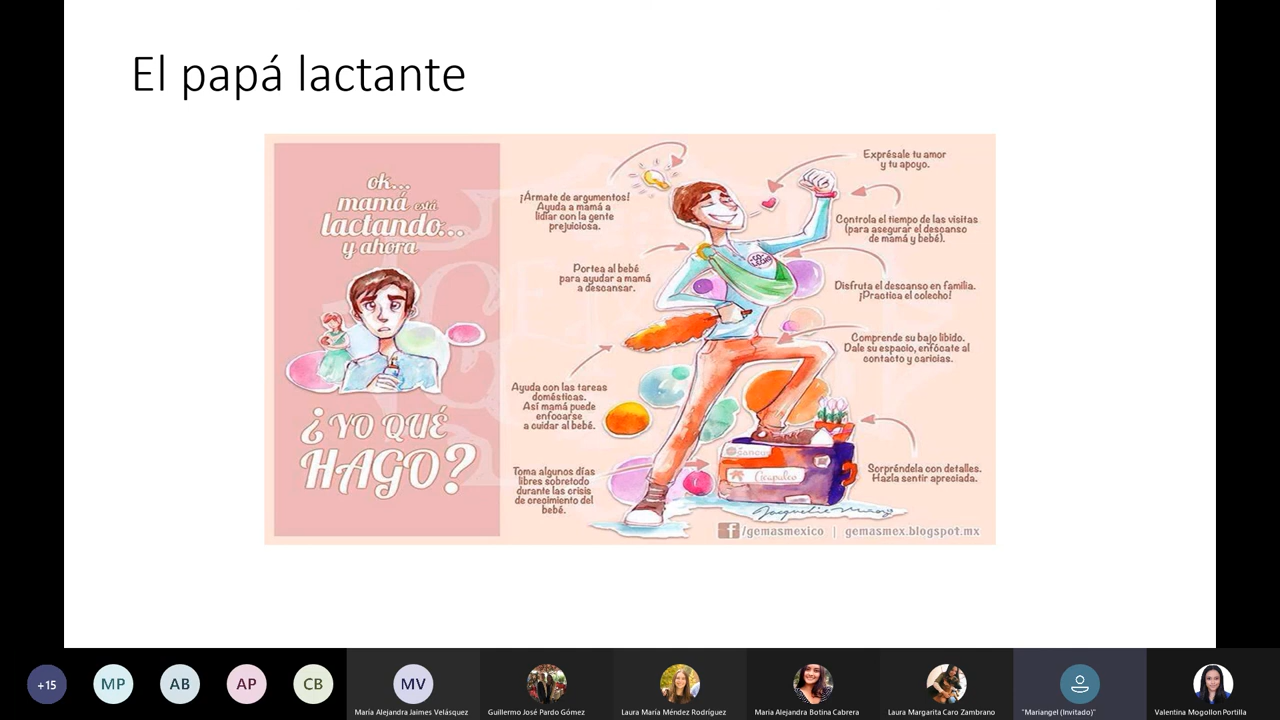 El papá lactante
ok...
mamá está
lactando...
y ahora
¿YO QUÉ
HAGO?
¡Ármate de argumentos!
Ayuda a mamá a
lidiar con la gente
prejuiciosa.
Portea al bebé
para ayudar a mamá
a descansar.
Ayuda con las tareas
domésticas.
Así mamá puede
enfocarse
a cuidar al bebé.
Toma algunos días
libres sobretodo
durante las crisis
de crecimiento del
bebé.
Exprésale tu amor
y tu apoyo.
Controla el tiempo de las visitas
(para asegurar el descanso
de mamá y bebé).
Disfruta el descanso en familia.
¡Practica el colecho!
Comprende su bajo libido.
Dale su espacio, enfócate al
contacto y caricias.
Sorpréndela con detalles.
Hazla sentir apreciada.
/gemasmexico | gemasmex.blogspot.mx
+15
MP
AB
AP
CB
MV
María Alejandra Jaimes Velásquez
Guillermo José Pardo Gómez
Laura María Méndez Rodríguez
María Alejandra Botina Cabrera
Laura Margarita Caro Zambrano
"Mariangel (Invitado)"
Valentina Mogollon Portilla